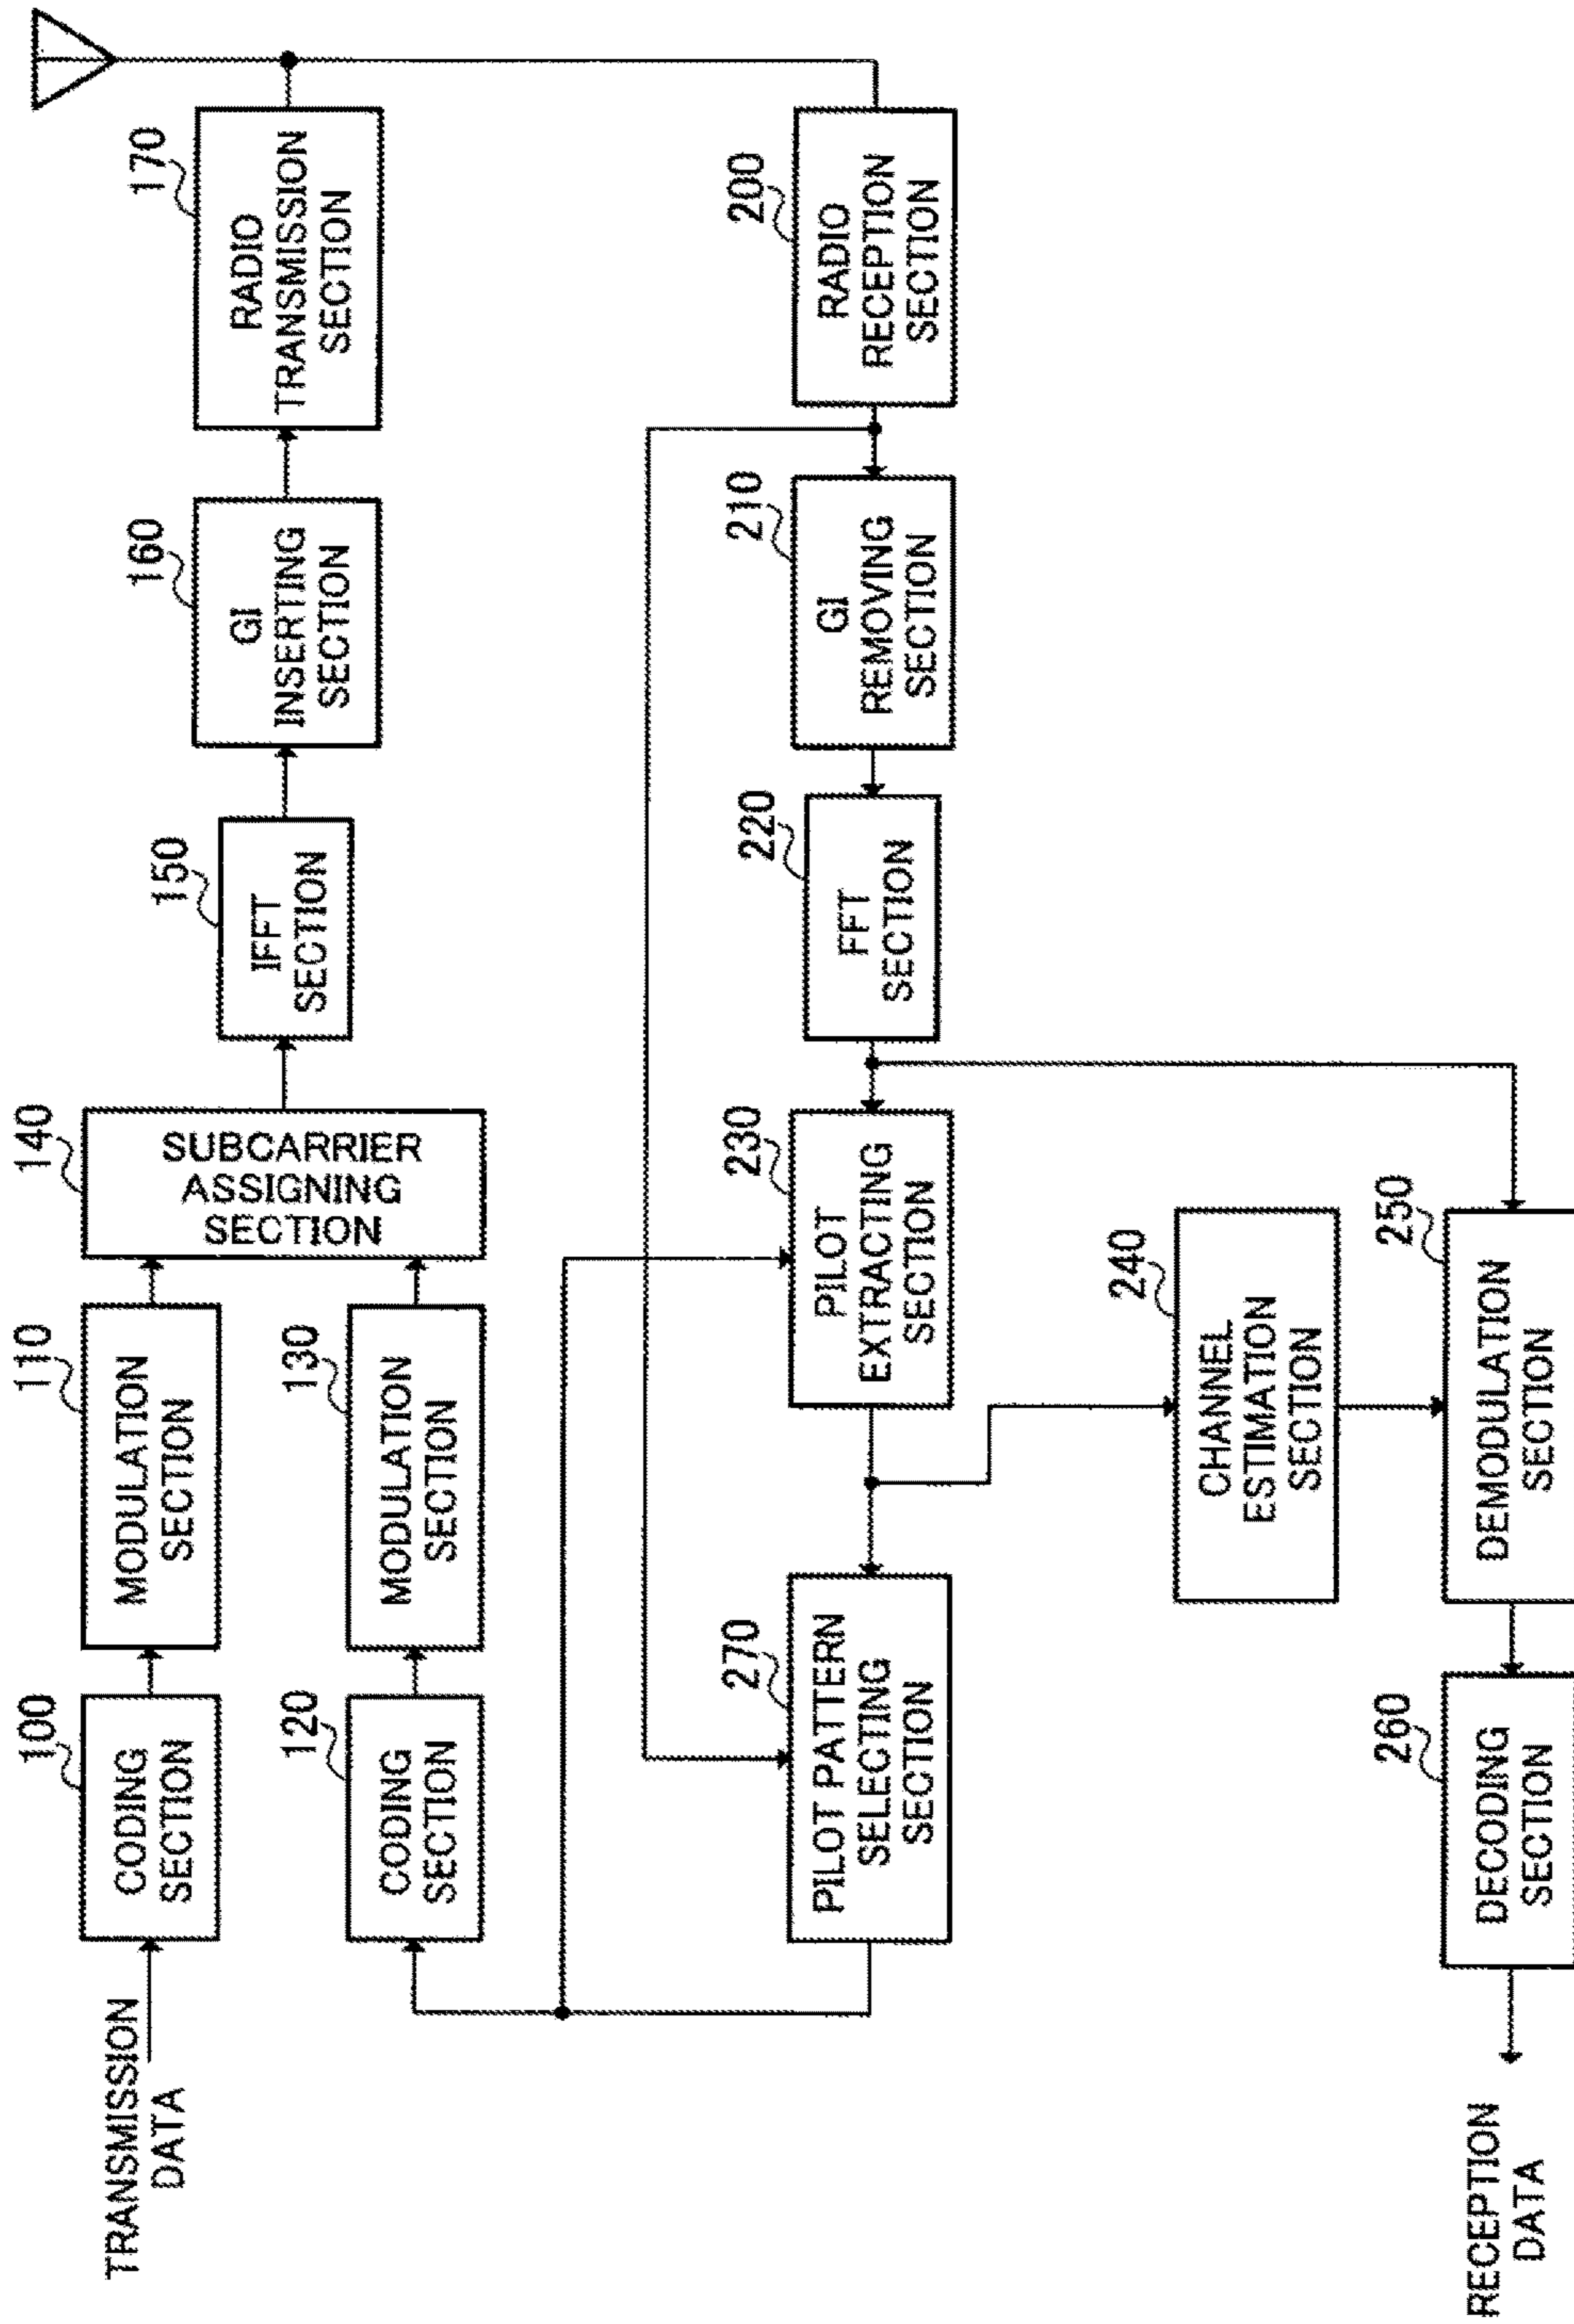 TRANSMISSION
DATA
100
CODING
SECTION
110
MODULATION
SECTION
120
CODING
SECTION
130
MODULATION
SECTION
140
SUBCARRIER
ASSIGNING
SECTION
150
IFFT
SECTION
160
GI
INSERTING
SECTION
170
RADIO
TRANSMISSION
SECTION
270
PILOT PATTERN
SELECTING
SECTION
230
PILOT
EXTRACTING
SECTION
220
FFT
SECTION
210
GI
REMOVING
SECTION
200
RADIO
RECEPTION
SECTION
240
CHANNEL
ESTIMATION
SECTION
RECEPTION
DATA
260
DECODING
SECTION
250
DEMODULATION
SECTION